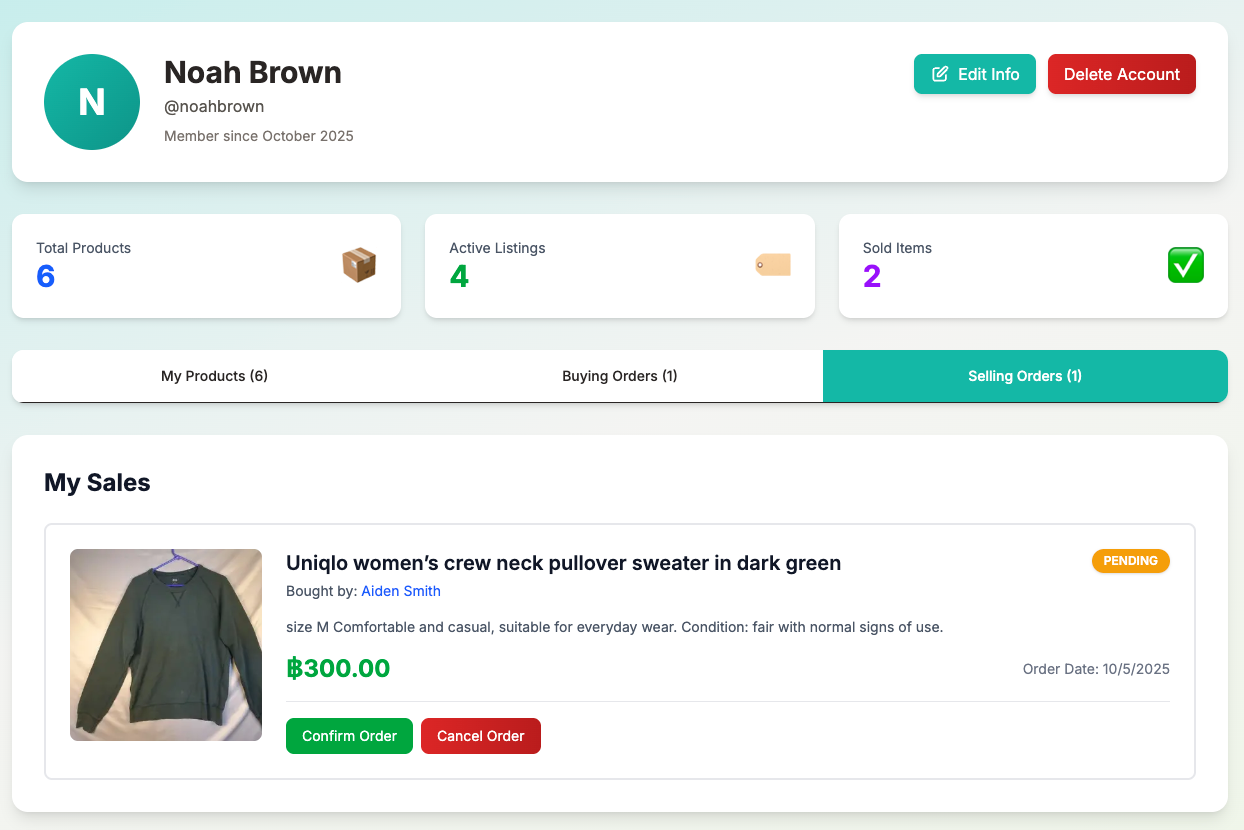 N
Noah Brown
@noahbrown
Member since October 2025
Edit Info
Delete Account
Total Products
6
Active Listings
4
Sold Items
2
My Products (6)
Buying Orders (1)
Selling Orders (1)
My Sales
Uniqlo women’s crew neck pullover sweater in dark green
PENDING
Bought by: Aiden Smith
size M Comfortable and casual, suitable for everyday wear. Condition: fair with normal signs of use.
฿300.00
Order Date: 10/5/2025
Confirm Order
Cancel Order